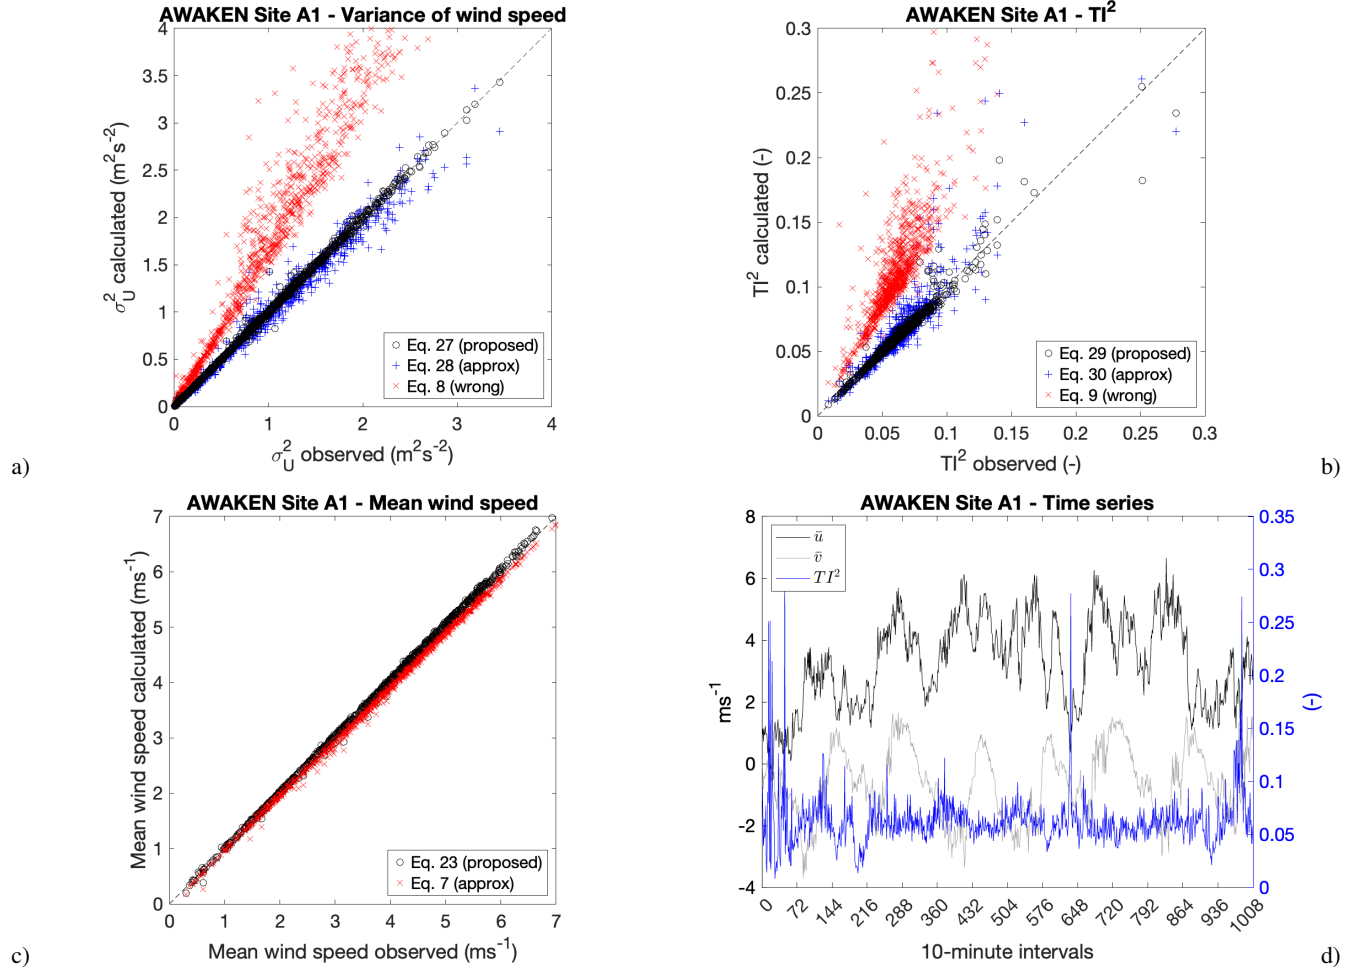 AWAKEN Site A1 - Variance of wind speed
4
3.5
3
2.5
2
1.5
1
0.5
0
σ²U calculated (m²s⁻²)
Eq. 27 (proposed)
Eq. 28 (approx)
Eq. 8 (wrong)
0 1 2 3 4
σ²U observed (m²s⁻²)
a)
AWAKEN Site A1 - TI²
0.3
0.25
0.2
0.15
0.1
0.05
0
TI² calculated (-)
Eq. 29 (proposed)
Eq. 30 (approx)
Eq. 9 (wrong)
0 0.05 0.1 0.15 0.2 0.25 0.3
TI² observed (-)
b)
AWAKEN Site A1 - Mean wind speed
7
6
5
4
3
2
1
0
Mean wind speed calculated (ms⁻¹)
Eq. 23 (proposed)
Eq. 7 (approx)
0 1 2 3 4 5 6 7
Mean wind speed observed (ms⁻¹)
c)
AWAKEN Site A1 - Time series
8
6
4
2
0
-2
-4
ms⁻¹
ū
v̄
TI²
0.35
0.3
0.25
0.2
0.15
0.1
0.05
0
(-)
0 72 144 216 288 360 432 504 576 648 720 792 864 936 1008
10-minute intervals
d)